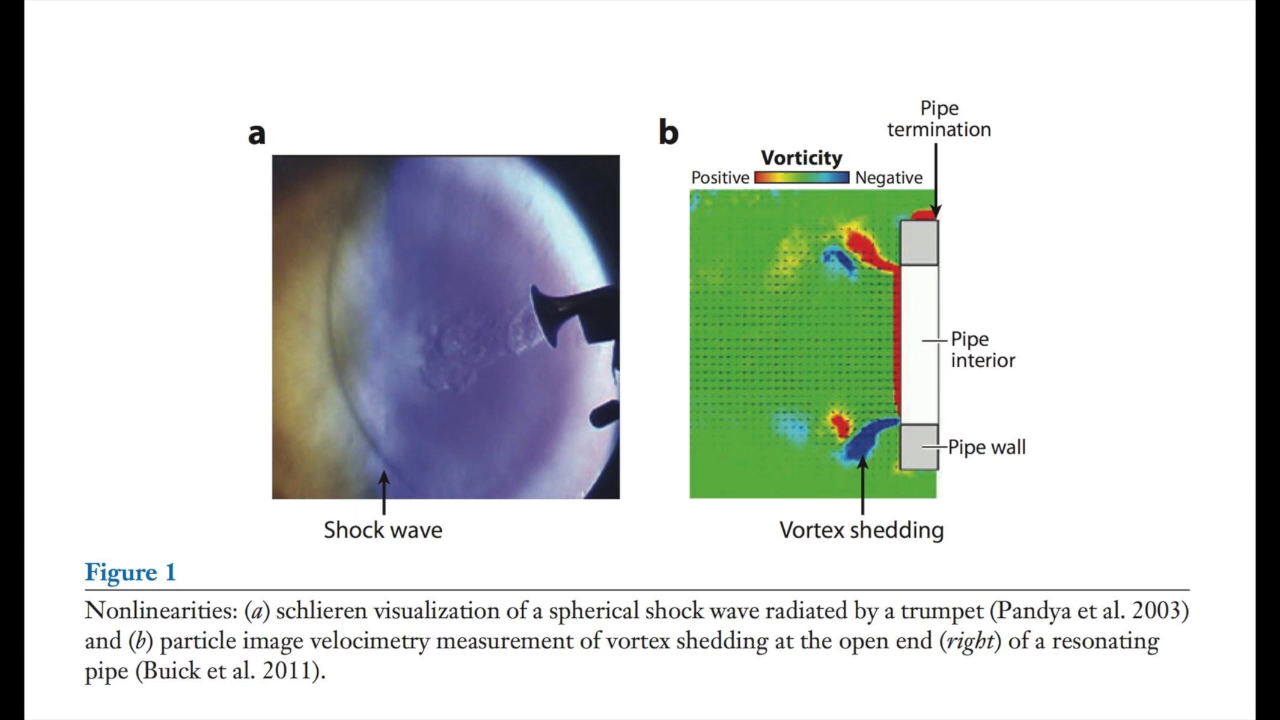 a
Shock wave
b
Pipe
termination
Vorticity
Positive
Negative
Pipe
interior
Pipe wall
Vortex shedding
Figure 1
Nonlinearities: (a) schlieren visualization of a spherical shock wave radiated by a trumpet (Pandya et al. 2003)
and (b) particle image velocimetry measurement of vortex shedding at the open end (right) of a resonating
pipe (Buick et al. 2011).